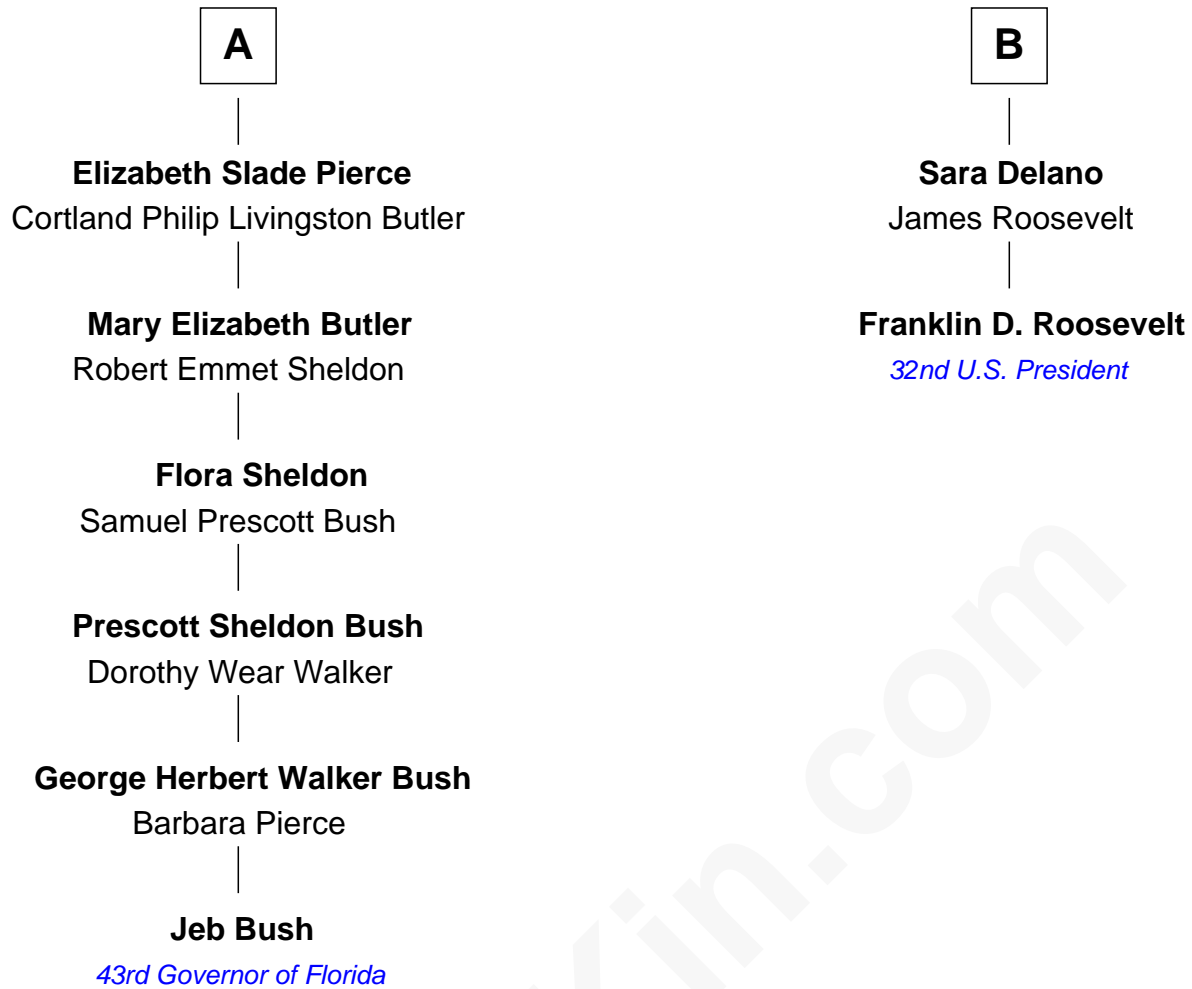 A
Elizabeth Slade Pierce
Cortland Philip Livingston Butler
Mary Elizabeth Butler
Robert Emmet Sheldon
Flora Sheldon
Samuel Prescott Bush
Prescott Sheldon Bush
Dorothy Wear Walker
George Herbert Walker Bush
Barbara Pierce
Jeb Bush
43rd Governor of Florida
B
Sara Delano
James Roosevelt
Franklin D. Roosevelt
32nd U.S. President